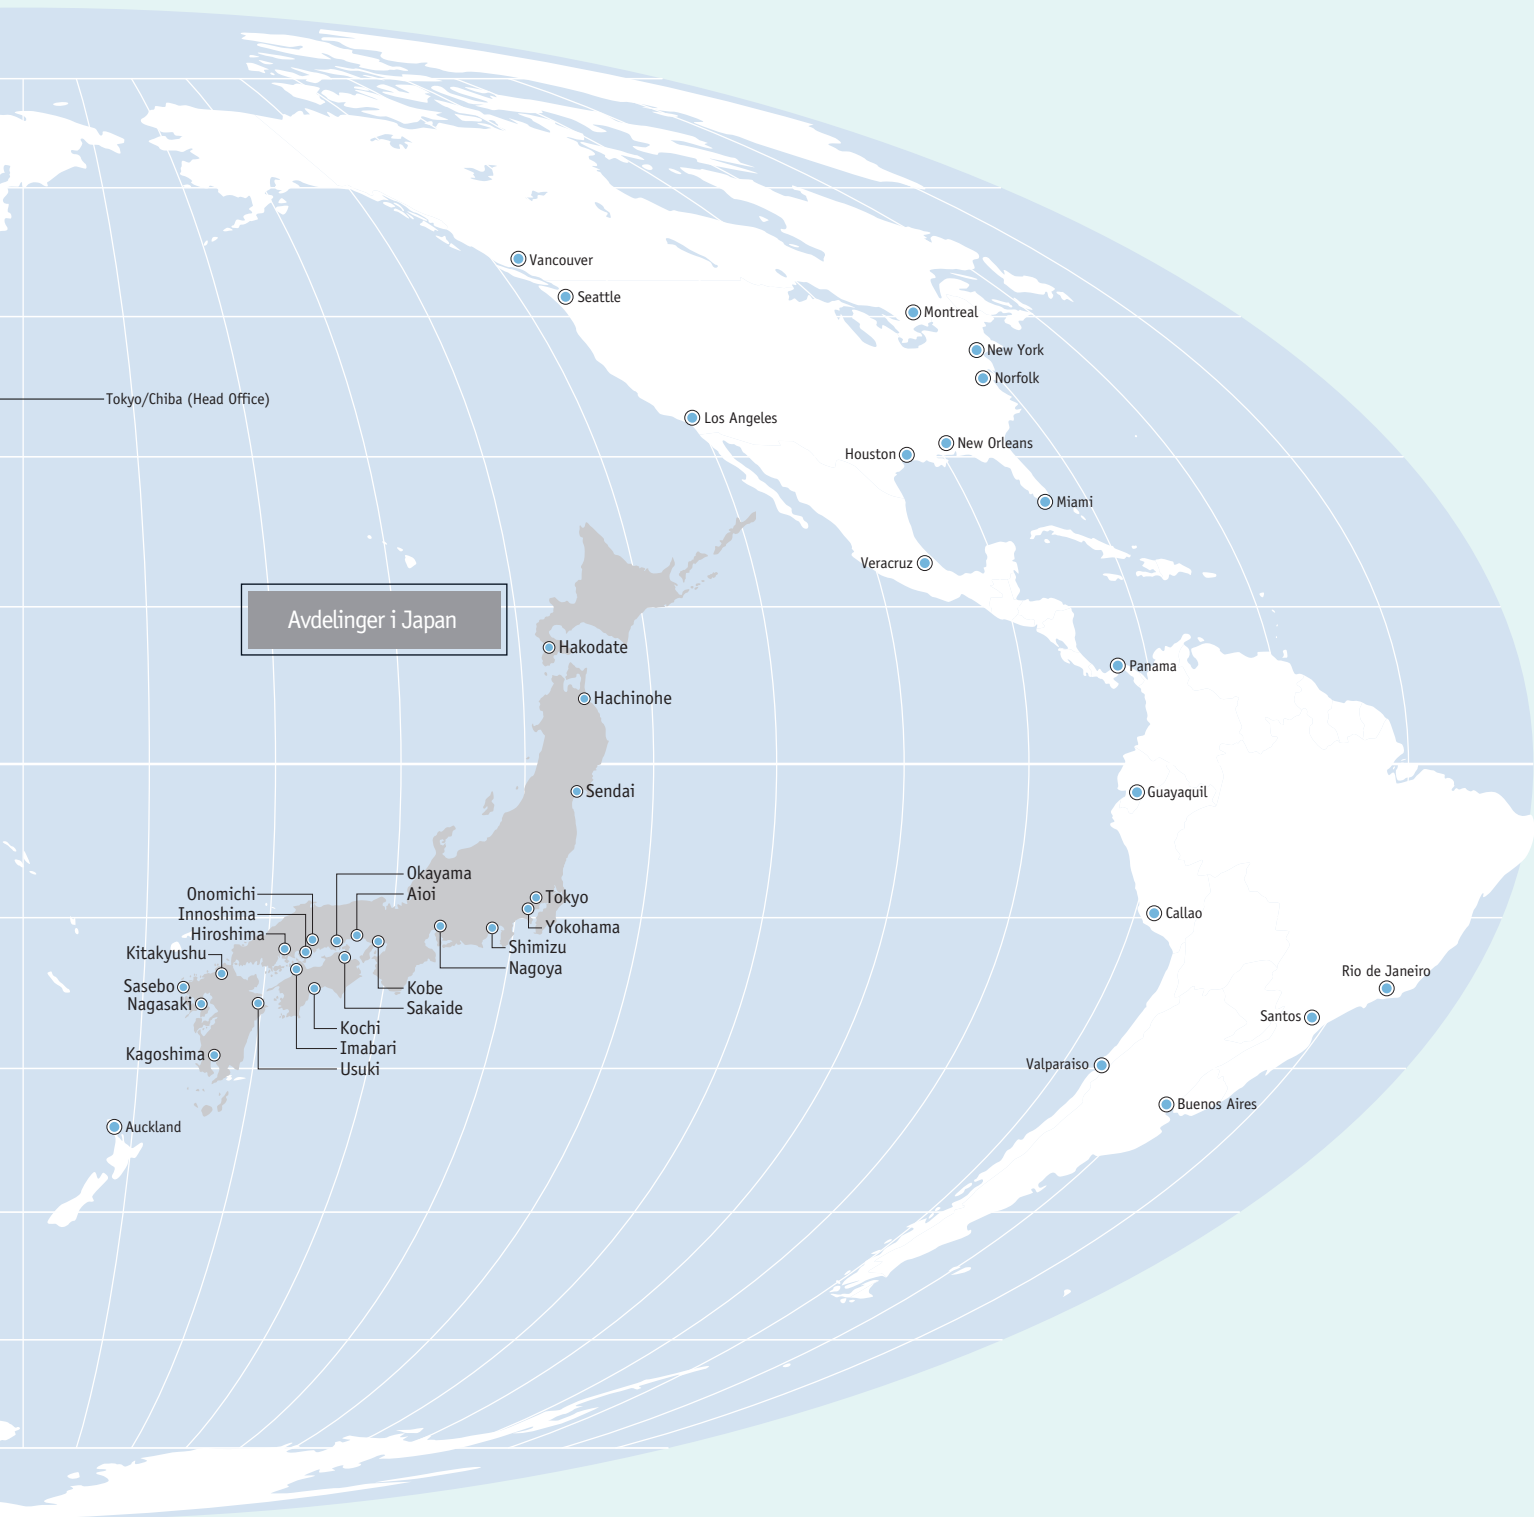 Vancouver
Seattle
Montreal
New York
Norfolk
Tokyo/Chiba (Head Office)
Los Angeles
New Orleans
Houston
Miami
Veracruz
Avdelinger i Japan
Hakodate
Panama
Hachinohe
Sendai
Guayaquil
Okayama
Onomichi
Aioi
Tokyo
Innoshima
Callao
Yokohama
Hiroshima
Shimizu
Kitakyushu
Nagoya
Rio de Janeiro
Sasebo
Kobe
Nagasaki
Sakaide
Santos
Kochi
Imabari
Kagoshima
Valparaiso
Usuki
Buenos Aires
Auckland